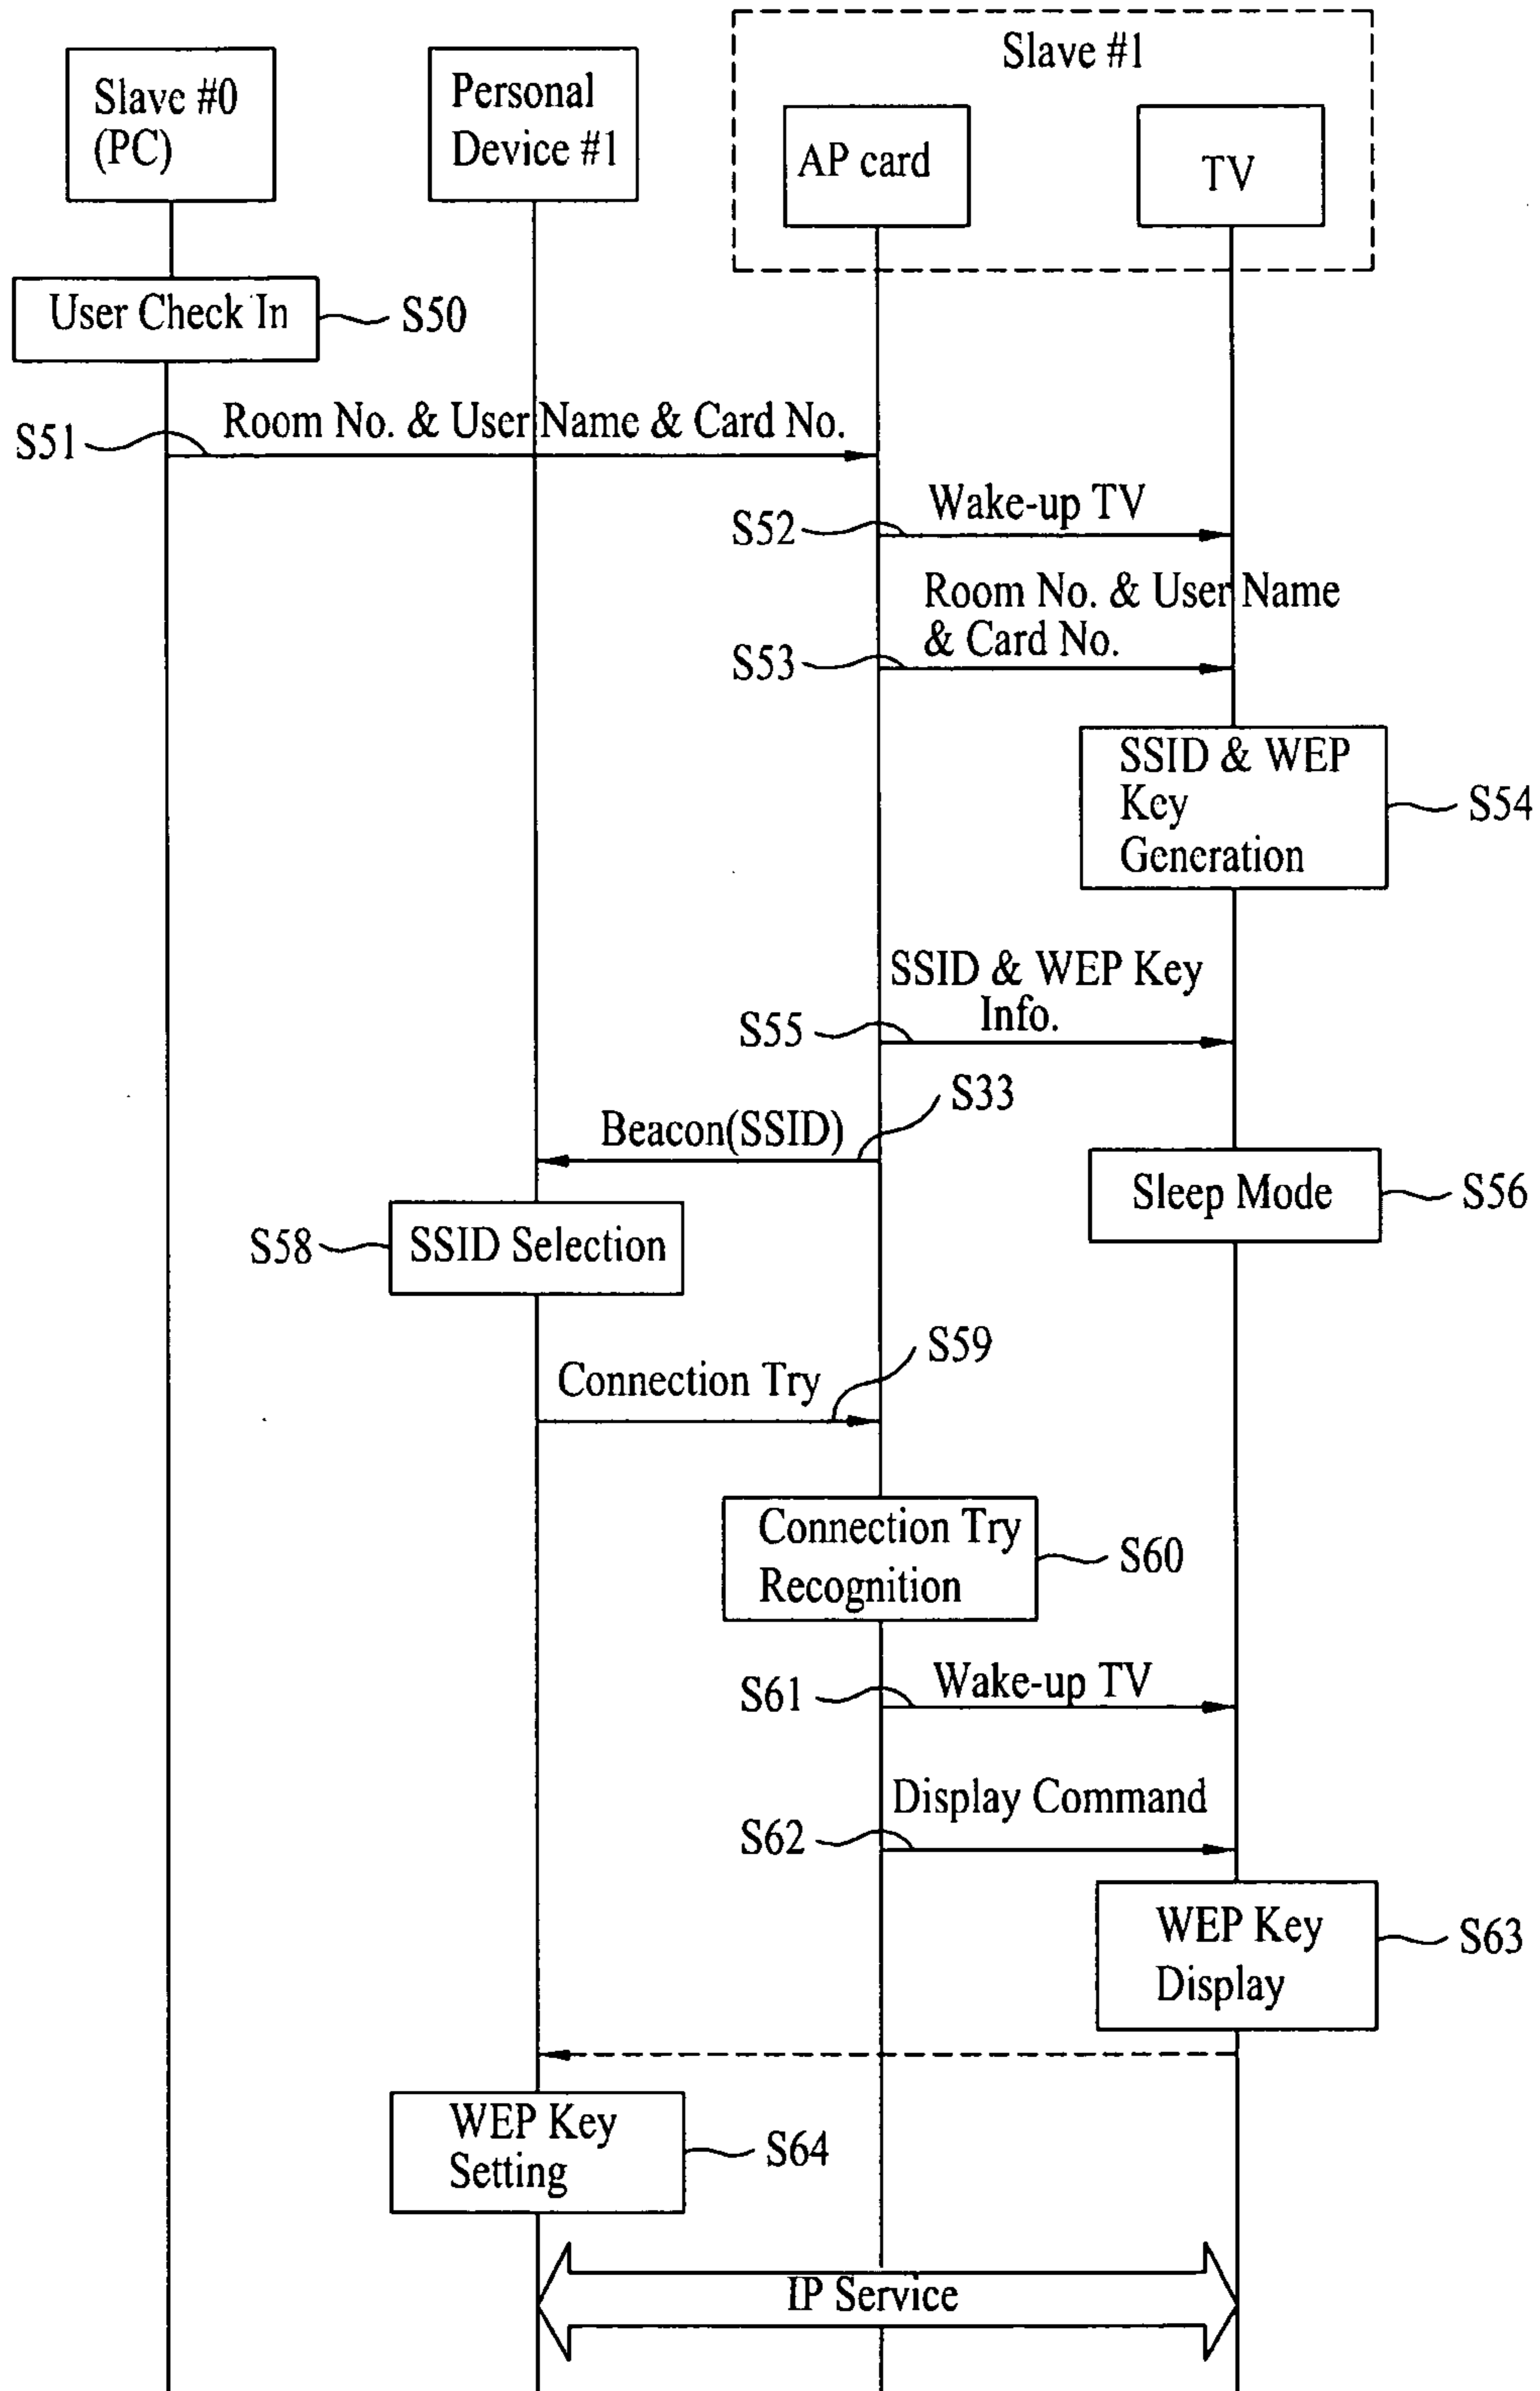 Slave #1
Slave #0
(PC)
Personal
Device #1
AP card
TV
User Check In
S50
S51
Room No. & User Name & Card No.
S52
Wake-up TV
S53
Room No. & User Name
& Card No.
SSID & WEP
Key
Generation
S54
SSID & WEP Key
Info.
S55
S33
Beacon(SSID)
Sleep Mode
S56
S58
SSID Selection
S59
Connection Try
Connection Try
Recognition
S60
S61
Wake-up TV
Display Command
S62
WEP Key
Display
S63
WEP Key
Setting
S64
IP Service